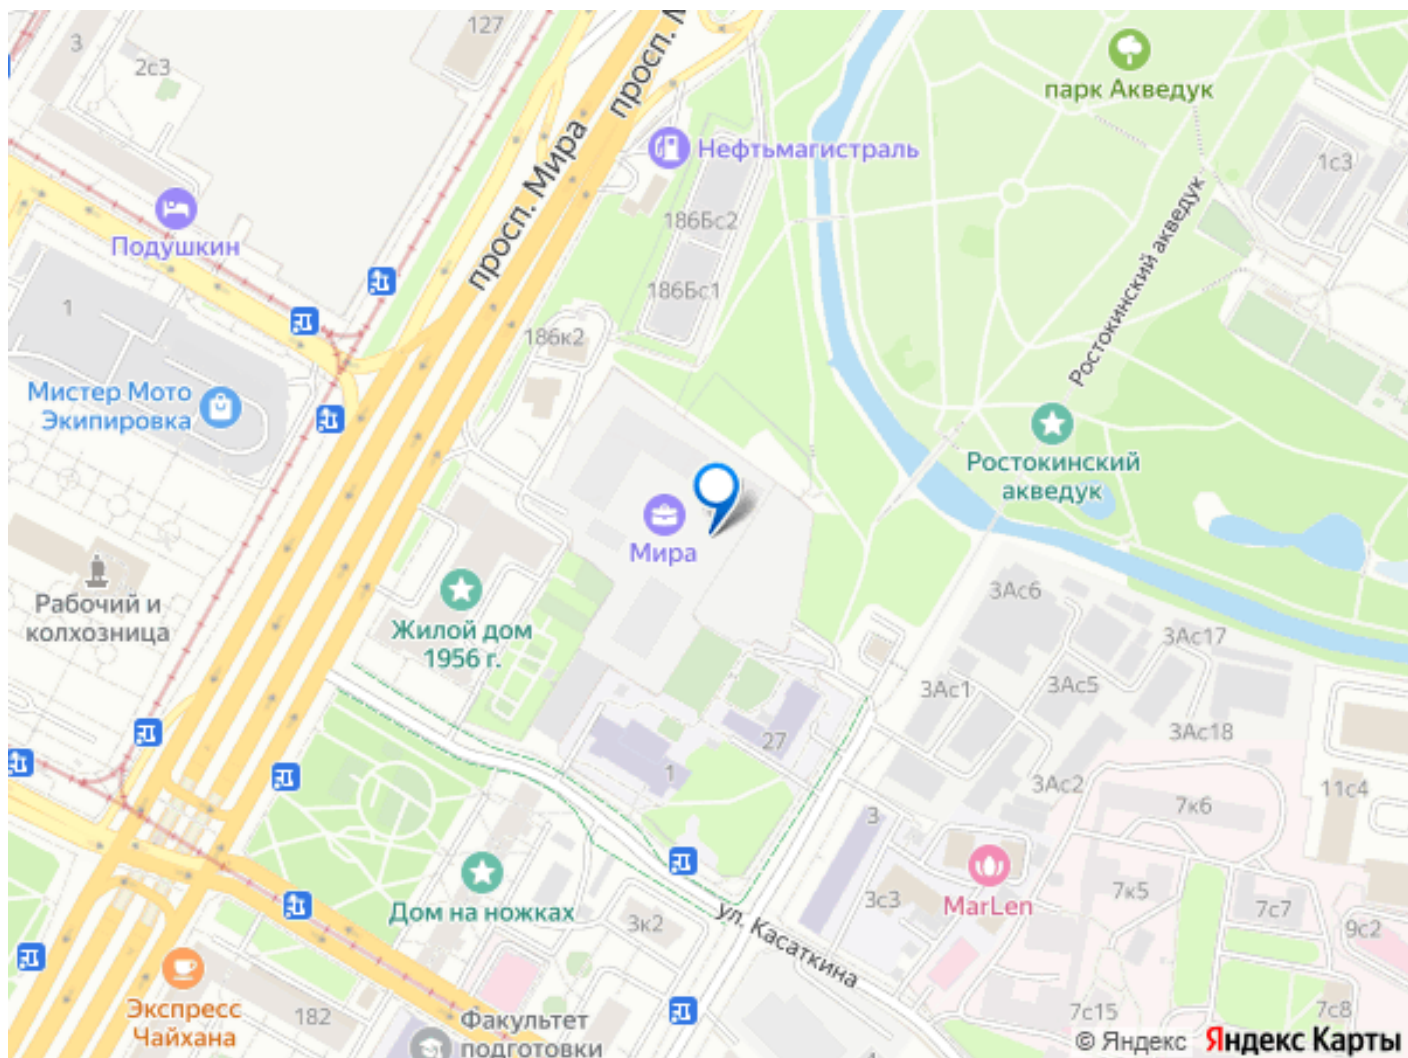 127
3
2с3
просп. Мира
просп. М
парк Акведук
Нефтьмагистраль
1с3
186Бс2
Подушкин
Ростокинский акведук
186Бс1
1
186к2
Мистер Мото
Экипировка
Ростокинский
акведук
Мира
Рабочий и
колхозница
Жилой дом
1956 г.
3Ас6
3Ас17
3Ас1
3Ас5
3Ас18
27
1
3Ас2
11с4
7к6
3
Дом на ножках
3к2
3с3
MarLen
7к5
7с7
9с2
ул. Касаткина
Экспресс
Чайхана
182
Факультет
подготовки
7с15
7с8
1
© Яндекс Яндекс Карты